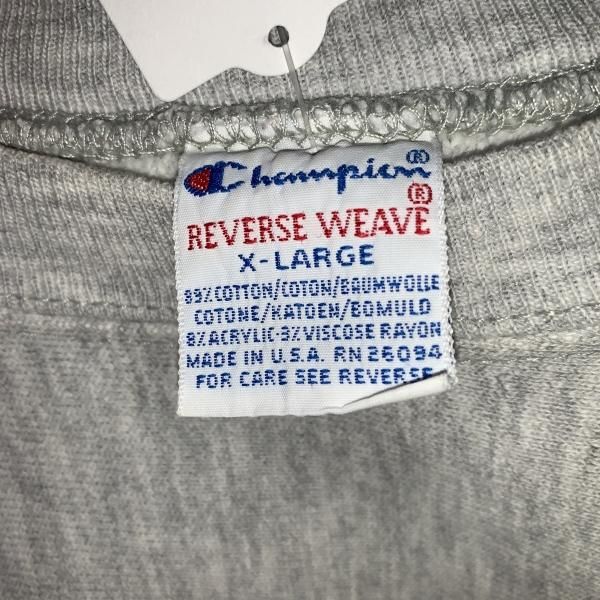 Champion®
®
REVERSE WEAVE
X-LARGE
89% COTTON/COTON/BAUMWOLLE
COTONE/KATOEN/BOMULD
8% ACRYLIC-3% VISCOSE RAYON
MADE IN U.S.A. RN 26094
FOR CARE SEE REVERSE